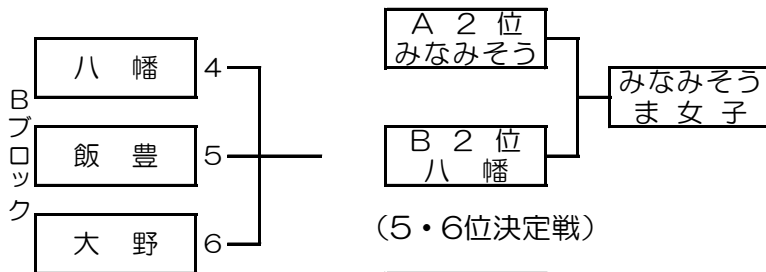 Bブロック
八 幡 4
飯 豊 5
大 野 6
A 2 位
みなみそう
B 2 位
八 幡
みなみそう
ま 女 子
（5・6位決定戦）